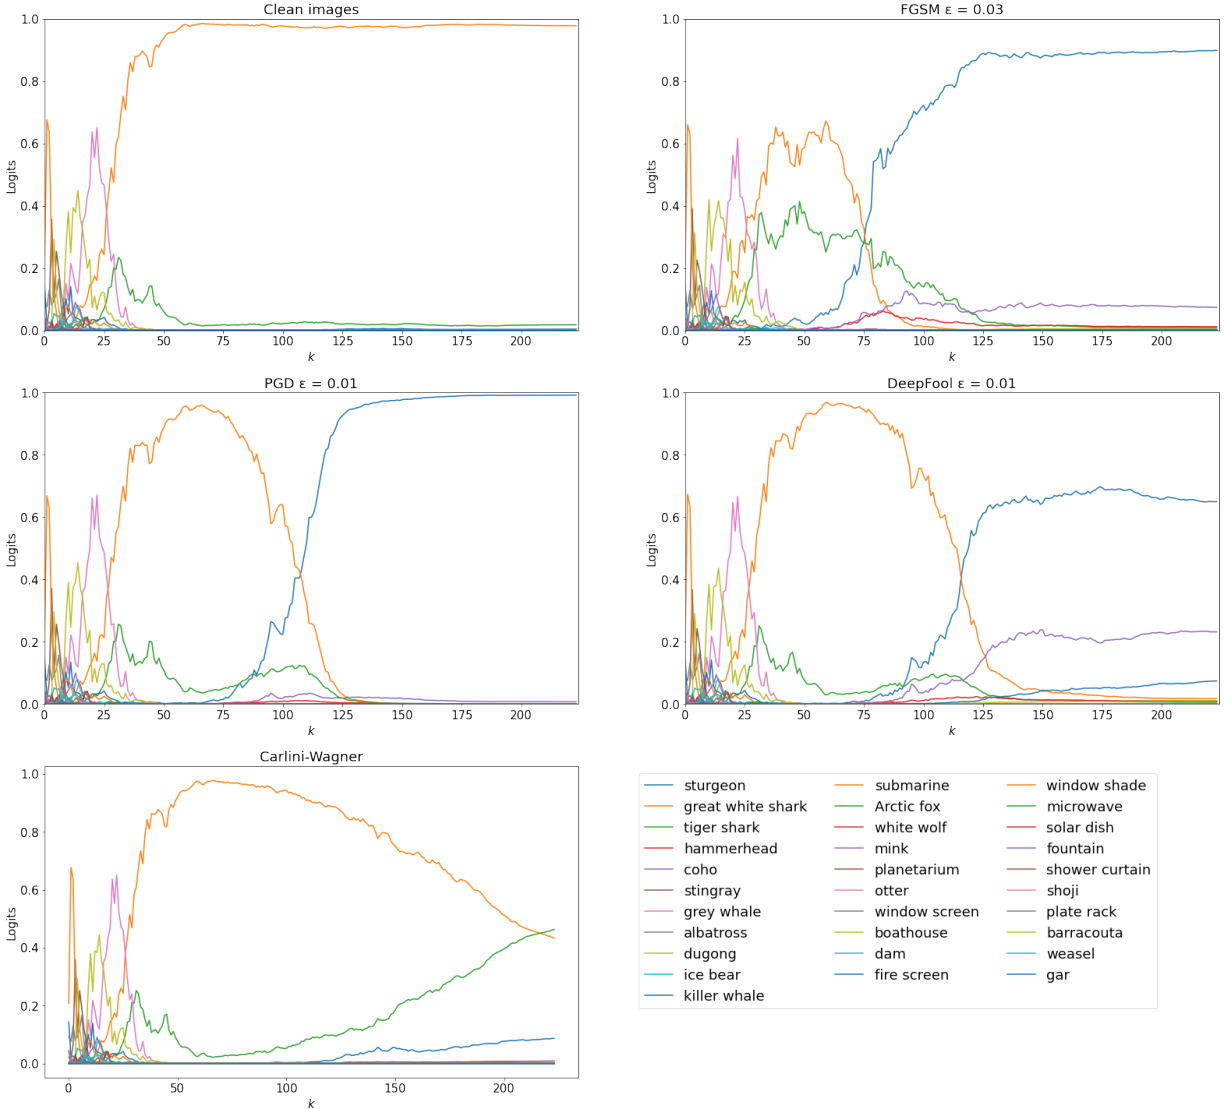 Clean images
1.0
0.8
0.6
0.4
0.2
0.0
Logits
0 25 50 75 100 125 150 175 200
k
FGSM ε = 0.03
1.0
0.8
0.6
0.4
0.2
0.0
Logits
0 25 50 75 100 125 150 175 200
k
PGD ε = 0.01
1.0
0.8
0.6
0.4
0.2
0.0
Logits
0 25 50 75 100 125 150 175 200
k
DeepFool ε = 0.01
1.0
0.8
0.6
0.4
0.2
0.0
Logits
0 25 50 75 100 125 150 175 200
k
Carlini-Wagner
1.0
0.8
0.6
0.4
0.2
0.0
Logits
0 50 100 150 200
k
sturgeon submarine window shade
great white shark Arctic fox microwave
tiger shark white wolf solar dish
hammerhead mink fountain
coho planetarium shower curtain
stingray otter shoji
grey whale window screen plate rack
albatross boathouse barracouta
dugong dam weasel
ice bear fire screen gar
killer whale